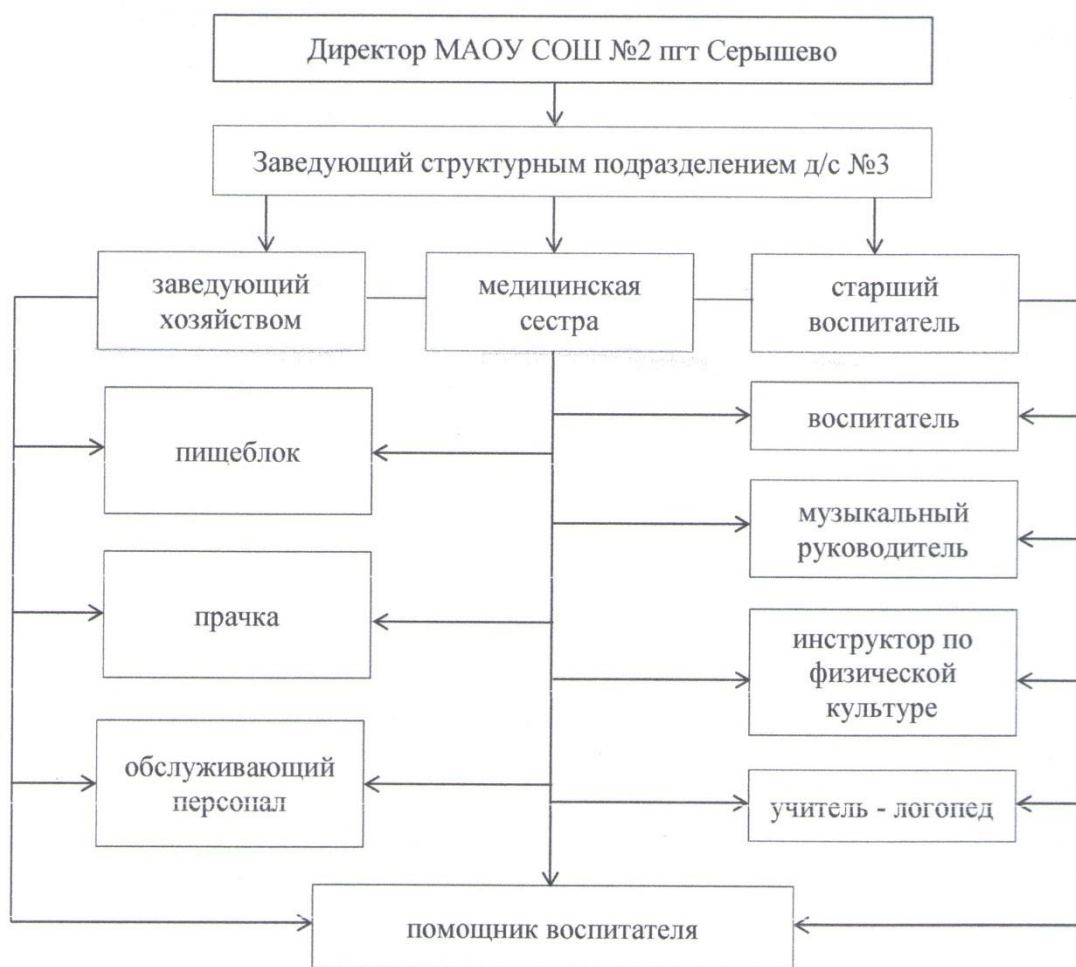 Директор МАОУ СОШ №2 пгт Серышево
Заведующий структурным подразделением д/с №3
заведующий
хозяйством
медицинская
сестра
старший
воспитатель
пищеблок
воспитатель
музыкальный
руководитель
прачка
инструктор по
физической
культуре
обслуживающий
персонал
учитель - логопед
помощник воспитателя